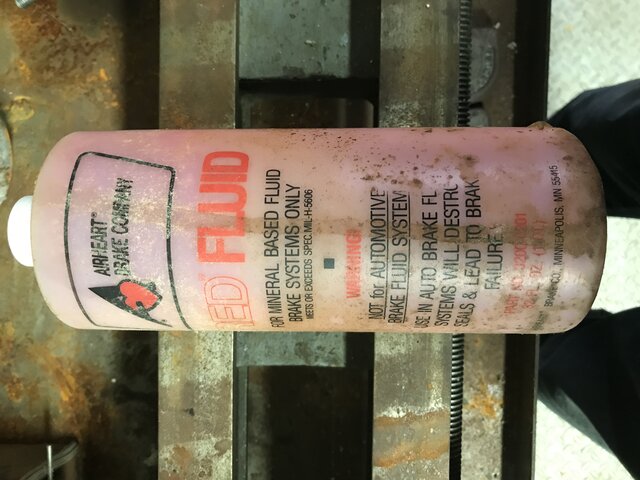 AIRHEART®
BRAKE COMPANY
RED FLUID
FOR MINERAL BASED FLUID
BRAKE SYSTEMS ONLY
MEETS OR EXCEEDS SPEC MIL-H-5606
WARNING!
NOT for AUTOMOTIVE
BRAKE FLUID SYSTEM
USE IN AUTO BRAKE FL
SYSTEMS WILL DESTRO
SEALS & LEAD TO BRAK
FAILURE
MINNEAPOLIS, MN 55415